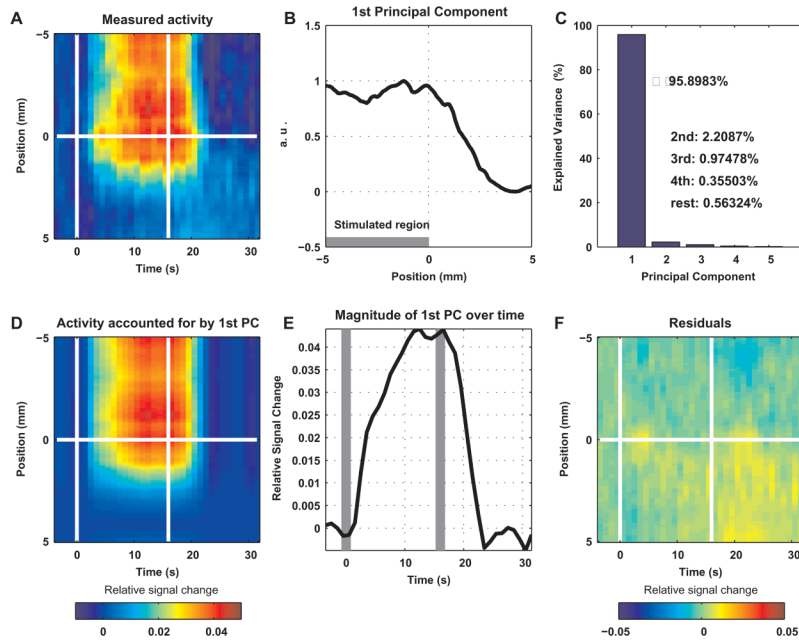 A
Measured activity
−5
0
5
Position (mm)
0 10 20 30
Time (s)
B
1st Principal Component
1.5
1
0.5
0
−0.5
a. u .
Stimulated region
−5 0 5
Position (mm)
C
100
80
60
40
20
0
Explained Variance (%)
95.8983%
2nd: 2.2087%
3rd: 0.97478%
4th: 0.35503%
rest: 0.56324%
1 2 3 4 5
Principal Component
D
Activity accounted for by 1st PC
−5
0
5
Position (mm)
0 10 20 30
Time (s)
Relative signal change
0 0.02 0.04
E
Magnitude of 1st PC over time
0.04
0.035
0.03
0.025
0.02
0.015
0.01
0.005
0
Relative Signal Change
0 10 20 30
Time (s)
F
Residuals
−5
0
5
Position (mm)
0 10 20 30
Time (s)
Relative signal change
−0.05 0 0.05